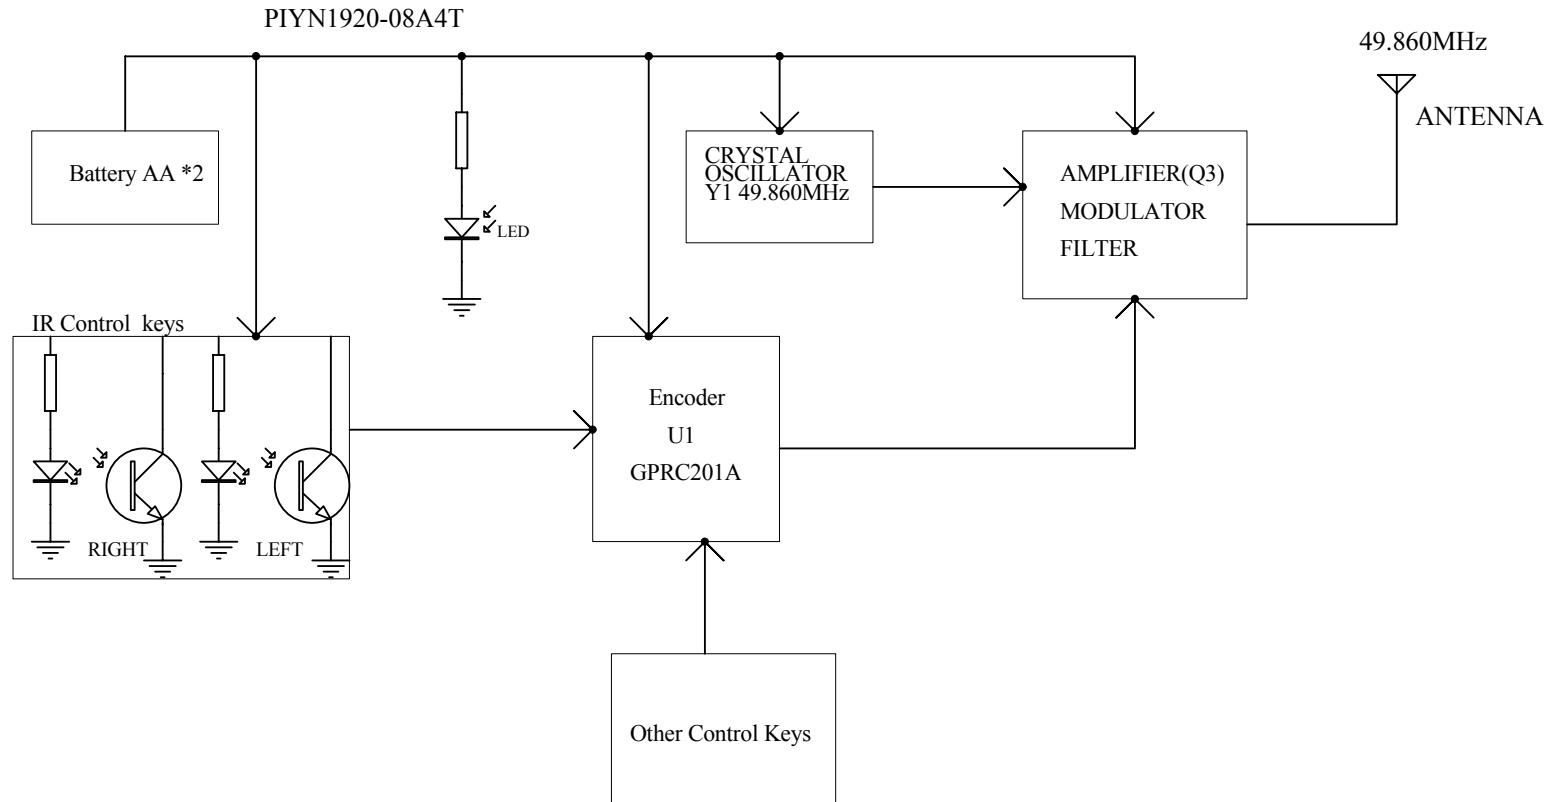 PIYN1920-08A4T
49.860MHz
ANTENNA
Battery AA *2
LED
CRYSTAL
OSCILLATOR
Y1 49.860MHz
AMPLIFIER(Q3)
MODULATOR
FILTER
IR Control keys
RIGHT
LEFT
Encoder
U1
GPRC201A
Other Control Keys